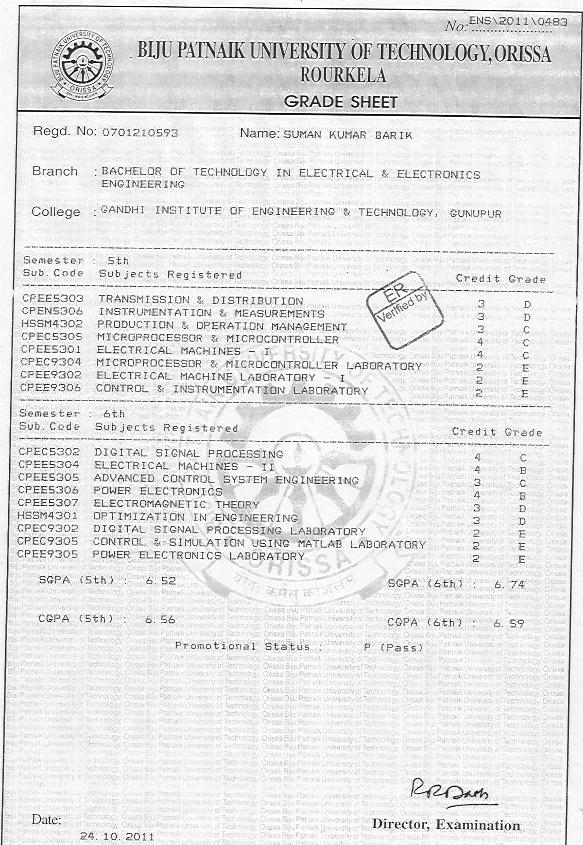 No. ENS\2011\0483
BIJU PATNAIK UNIVERSITY OF TECHNOLOGY, ORISSA
ROURKELA
GRADE SHEET
Regd. No: 0701210593 Name: SUMAN KUMAR BARIK
Branch : BACHELOR OF TECHNOLOGY IN ELECTRICAL & ELECTRONICS
ENGINEERING
College : GANDHI INSTITUTE OF ENGINEERING & TECHNOLOGY, GUNUPUR
Semester : 5th
Sub. Code Subjects Registered Credit Grade
CPEE5303 TRANSMISSION & DISTRIBUTION 3 D
CPEN5306 INSTRUMENTATION & MEASUREMENTS 3 D
HSSM4302 PRODUCTION & OPERATION MANAGEMENT 3 C
CPEC5305 MICROPROCESSOR & MICROCONTROLLER 4 C
CPEE5301 ELECTRICAL MACHINES - I 4 C
CPEC9304 MICROPROCESSOR & MICROCONTROLLER LABORATORY 2 E
CPEE9302 ELECTRICAL MACHINE LABORATORY - I 2 E
CPEE9306 CONTROL & INSTRUMENTATION LABORATORY 2 E
ER
Verified by
Semester : 6th
Sub. Code Subjects Registered Credit Grade
CPEC5302 DIGITAL SIGNAL PROCESSING 4 C
CPEE5304 ELECTRICAL MACHINES - II 4 B
CPEE5305 ADVANCED CONTROL SYSTEM ENGINEERING 3 C
CPEE5306 POWER ELECTRONICS 4 B
CPEE5307 ELECTROMAGNETIC THEORY 3 D
HSSM4301 OPTIMIZATION IN ENGINEERING 3 D
CPEC9302 DIGITAL SIGNAL PROCESSING LABORATORY 2 E
CPEC9305 CONTROL & SIMULATION USING MATLAB LABORATORY 2 E
CPEE9305 POWER ELECTRONICS LABORATORY 2 E
SGPA (5th) : 6.52 SGPA (6th) : 6.74
CGPA (5th) : 6.56 CGPA (6th) : 6.59
Promotional Status : P (Pass)
Date:
24.10.2011
Director, Examination